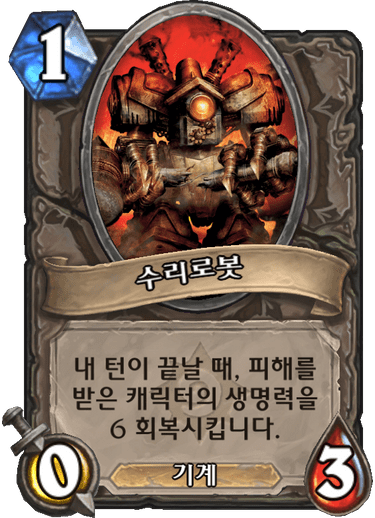 1
수리로봇
내 턴이 끝날 때, 피해를
받은 캐릭터의 생명력을
6 회복시킵니다.
0
기계
3